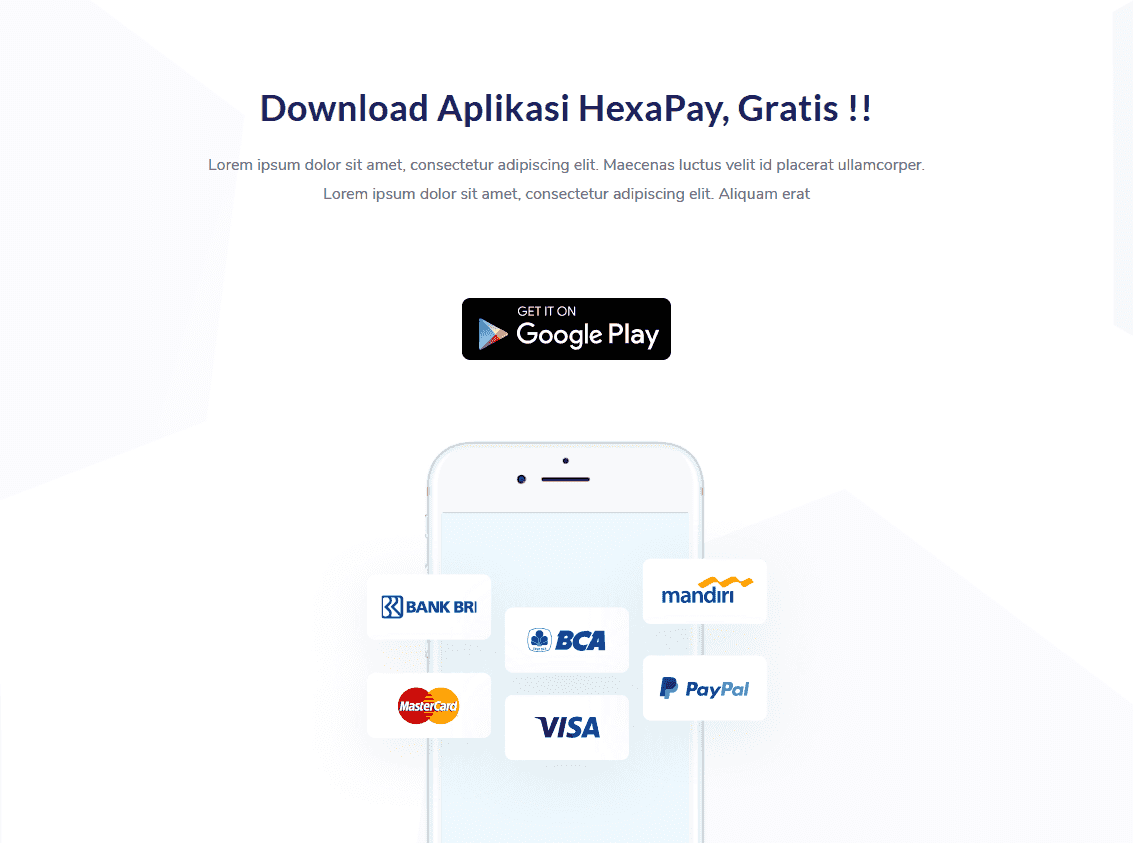 Download Aplikasi HexaPay, Gratis !!
Lorem ipsum dolor sit amet, consectetur adipiscing elit. Maecenas luctus velit id placerat ullamcorper.
Lorem ipsum dolor sit amet, consectetur adipiscing elit. Aliquam erat
GET IT ON
Google Play
BANK BRI
BCA
mandiri
MasterCard
VISA
PayPal